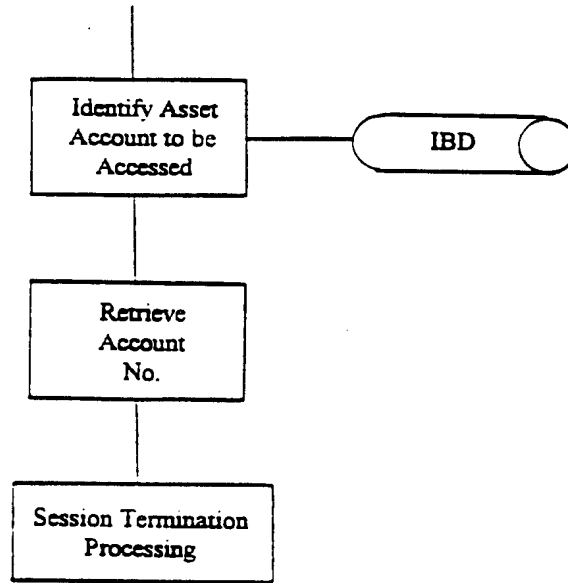 Identify Asset
Account to be
Accessed
IBD
Retrieve
Account
No.
Session Termination
Processing